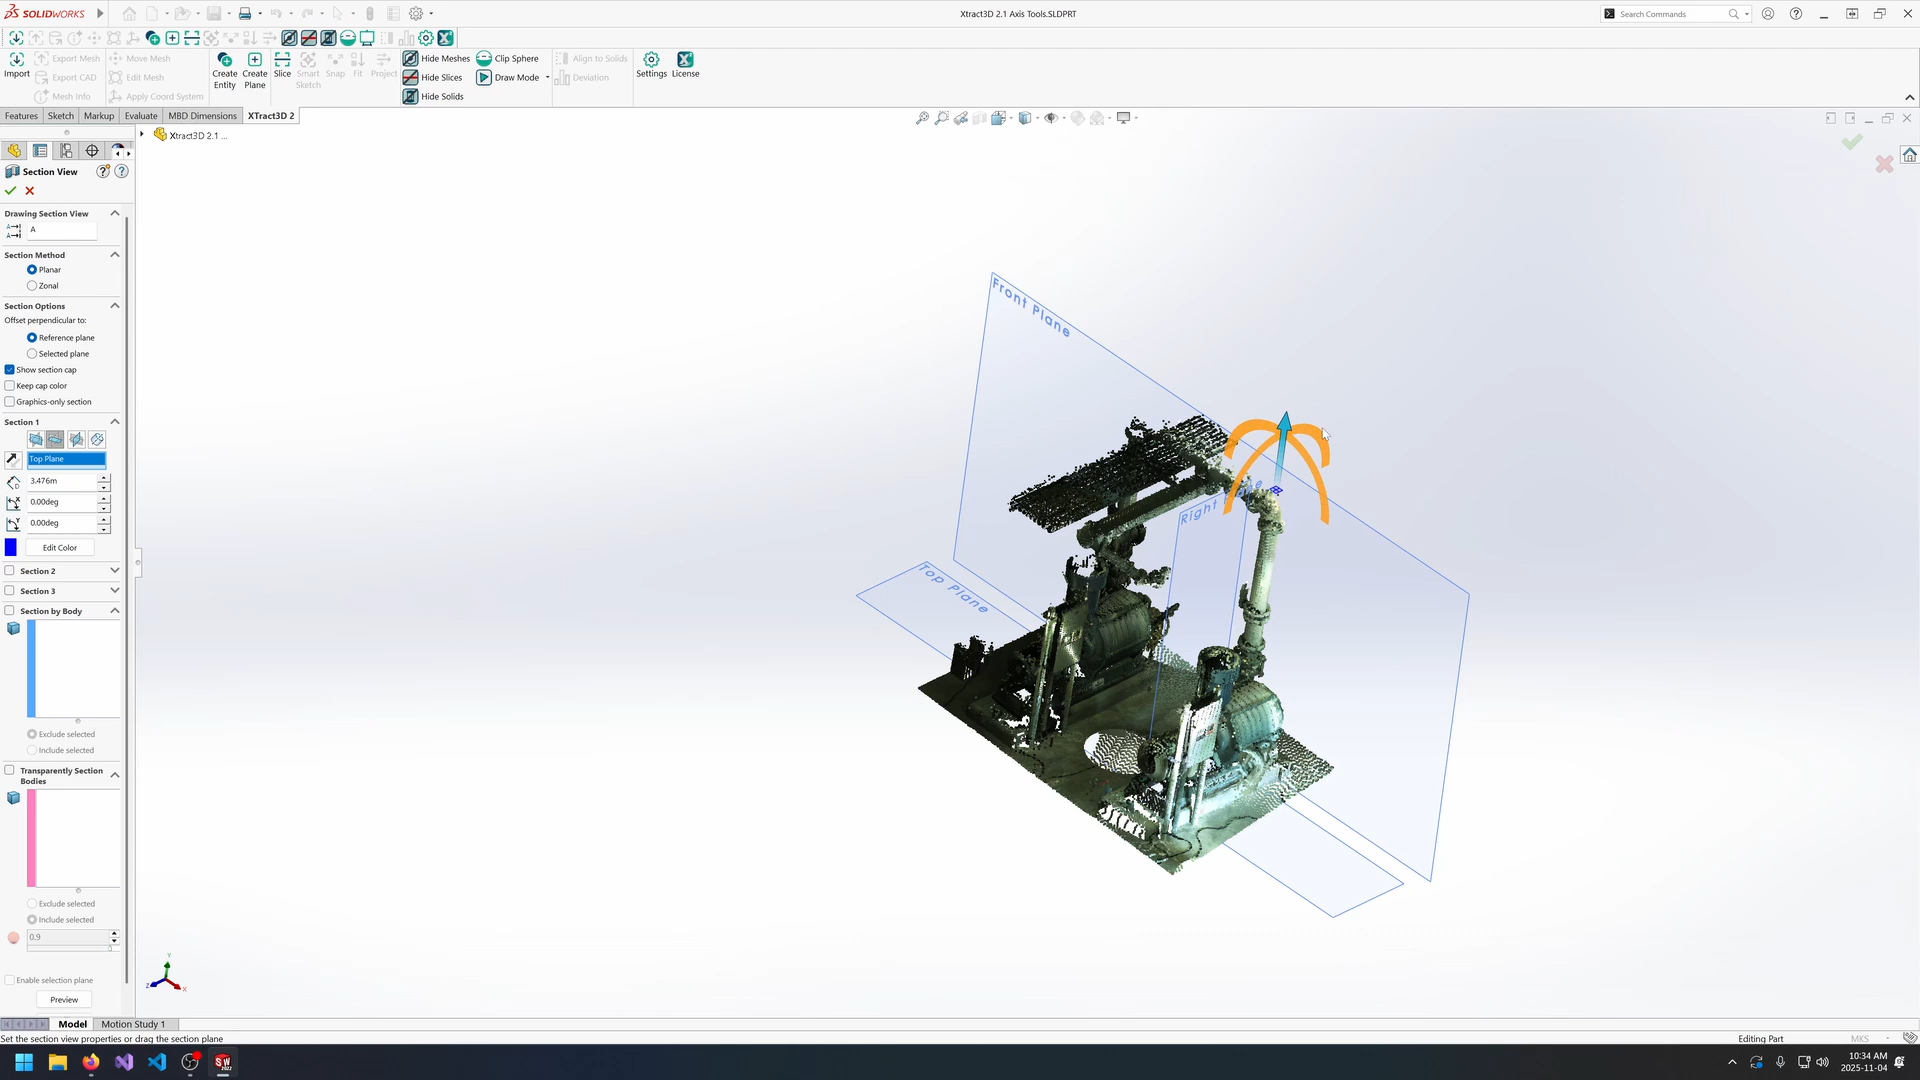 SOLIDWORKS
Xtract3D 2.1 Axis Tools.SLDPRT
Search Commands
Import
Export Mesh
Export CAD
Mesh Info
Move Mesh
Edit Mesh
Apply Coord System
Create Entity
Create Plane
Slice
Smart Sketch
Snap
Fit
Project
Hide Meshes
Hide Slices
Hide Solids
Clip Sphere
Draw Mode
Align to Solids
Deviation
Settings
License
Features
Sketch
Markup
Evaluate
MBD Dimensions
XTract3D 2
Xtract3D 2.1 ...
Section View
Drawing Section View
A
Section Method
Planar
Zonal
Section Options
Offset perpendicular to:
Reference plane
Selected plane
Show section cap
Keep cap color
Graphics-only section
Section 1
Top Plane
3.476m
0.00deg
0.00deg
Edit Color
Section 2
Section 3
Section by Body
Exclude selected
Include selected
Transparently Section
Bodies
Exclude selected
Include selected
0.9
Enable selection plane
Preview
Front Plane
Right
Top Plane
Y
Z
X
Model
Motion Study 1
Set the section view properties or drag the section plane
Editing Part
MKS
SW
2022
10:34 AM
2025-11-04